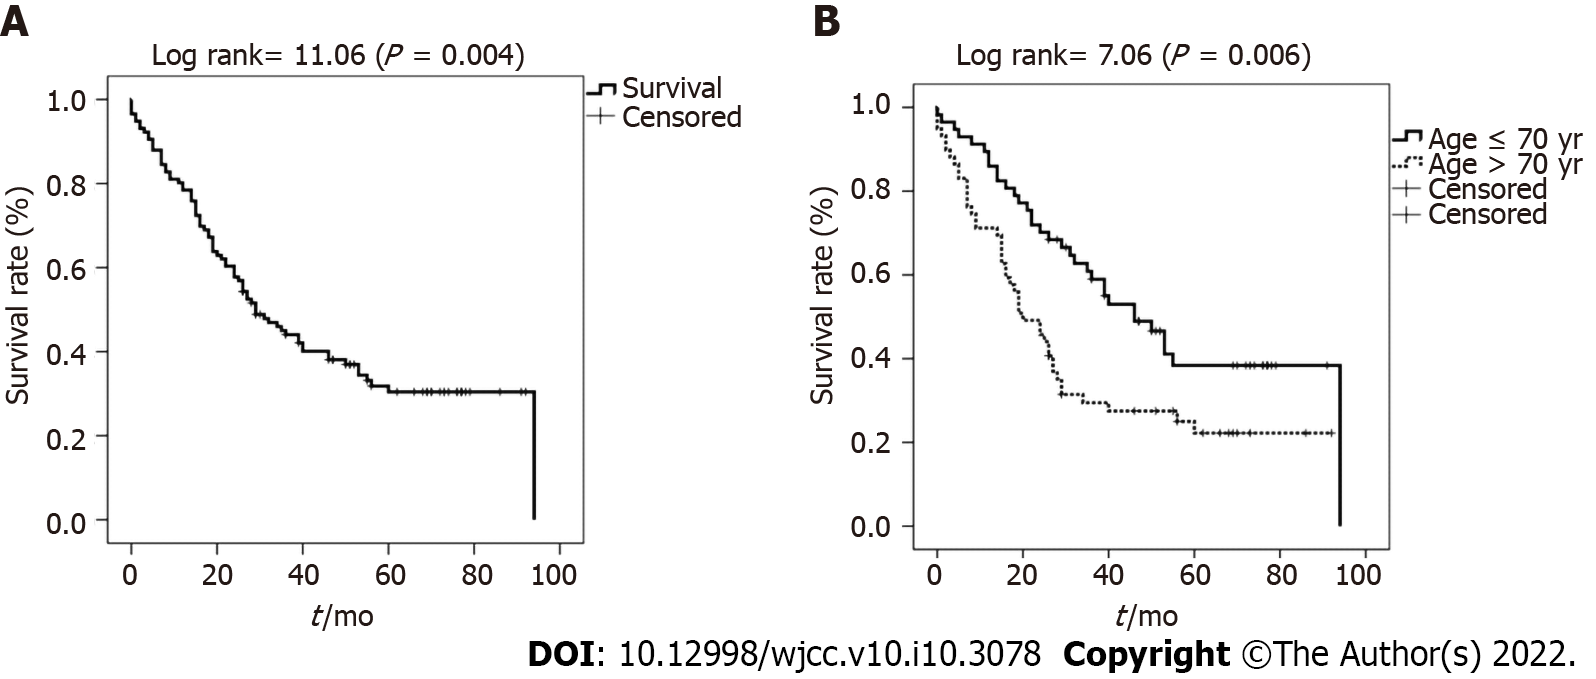 A
Log rank= 11.06 (P = 0.004)
Survival
Censored
1.0
0.8
0.6
0.4
0.2
0.0
Survival rate (%)
0 20 40 60 80 100
t/mo
B
Log rank= 7.06 (P = 0.006)
Age ≤ 70 yr
Age > 70 yr
Censored
Censored
1.0
0.8
0.6
0.4
0.2
0.0
Survival rate (%)
0 20 40 60 80 100
t/mo
DOI: 10.12998/wjcc.v10.i10.3078 Copyright ©The Author(s) 2022.